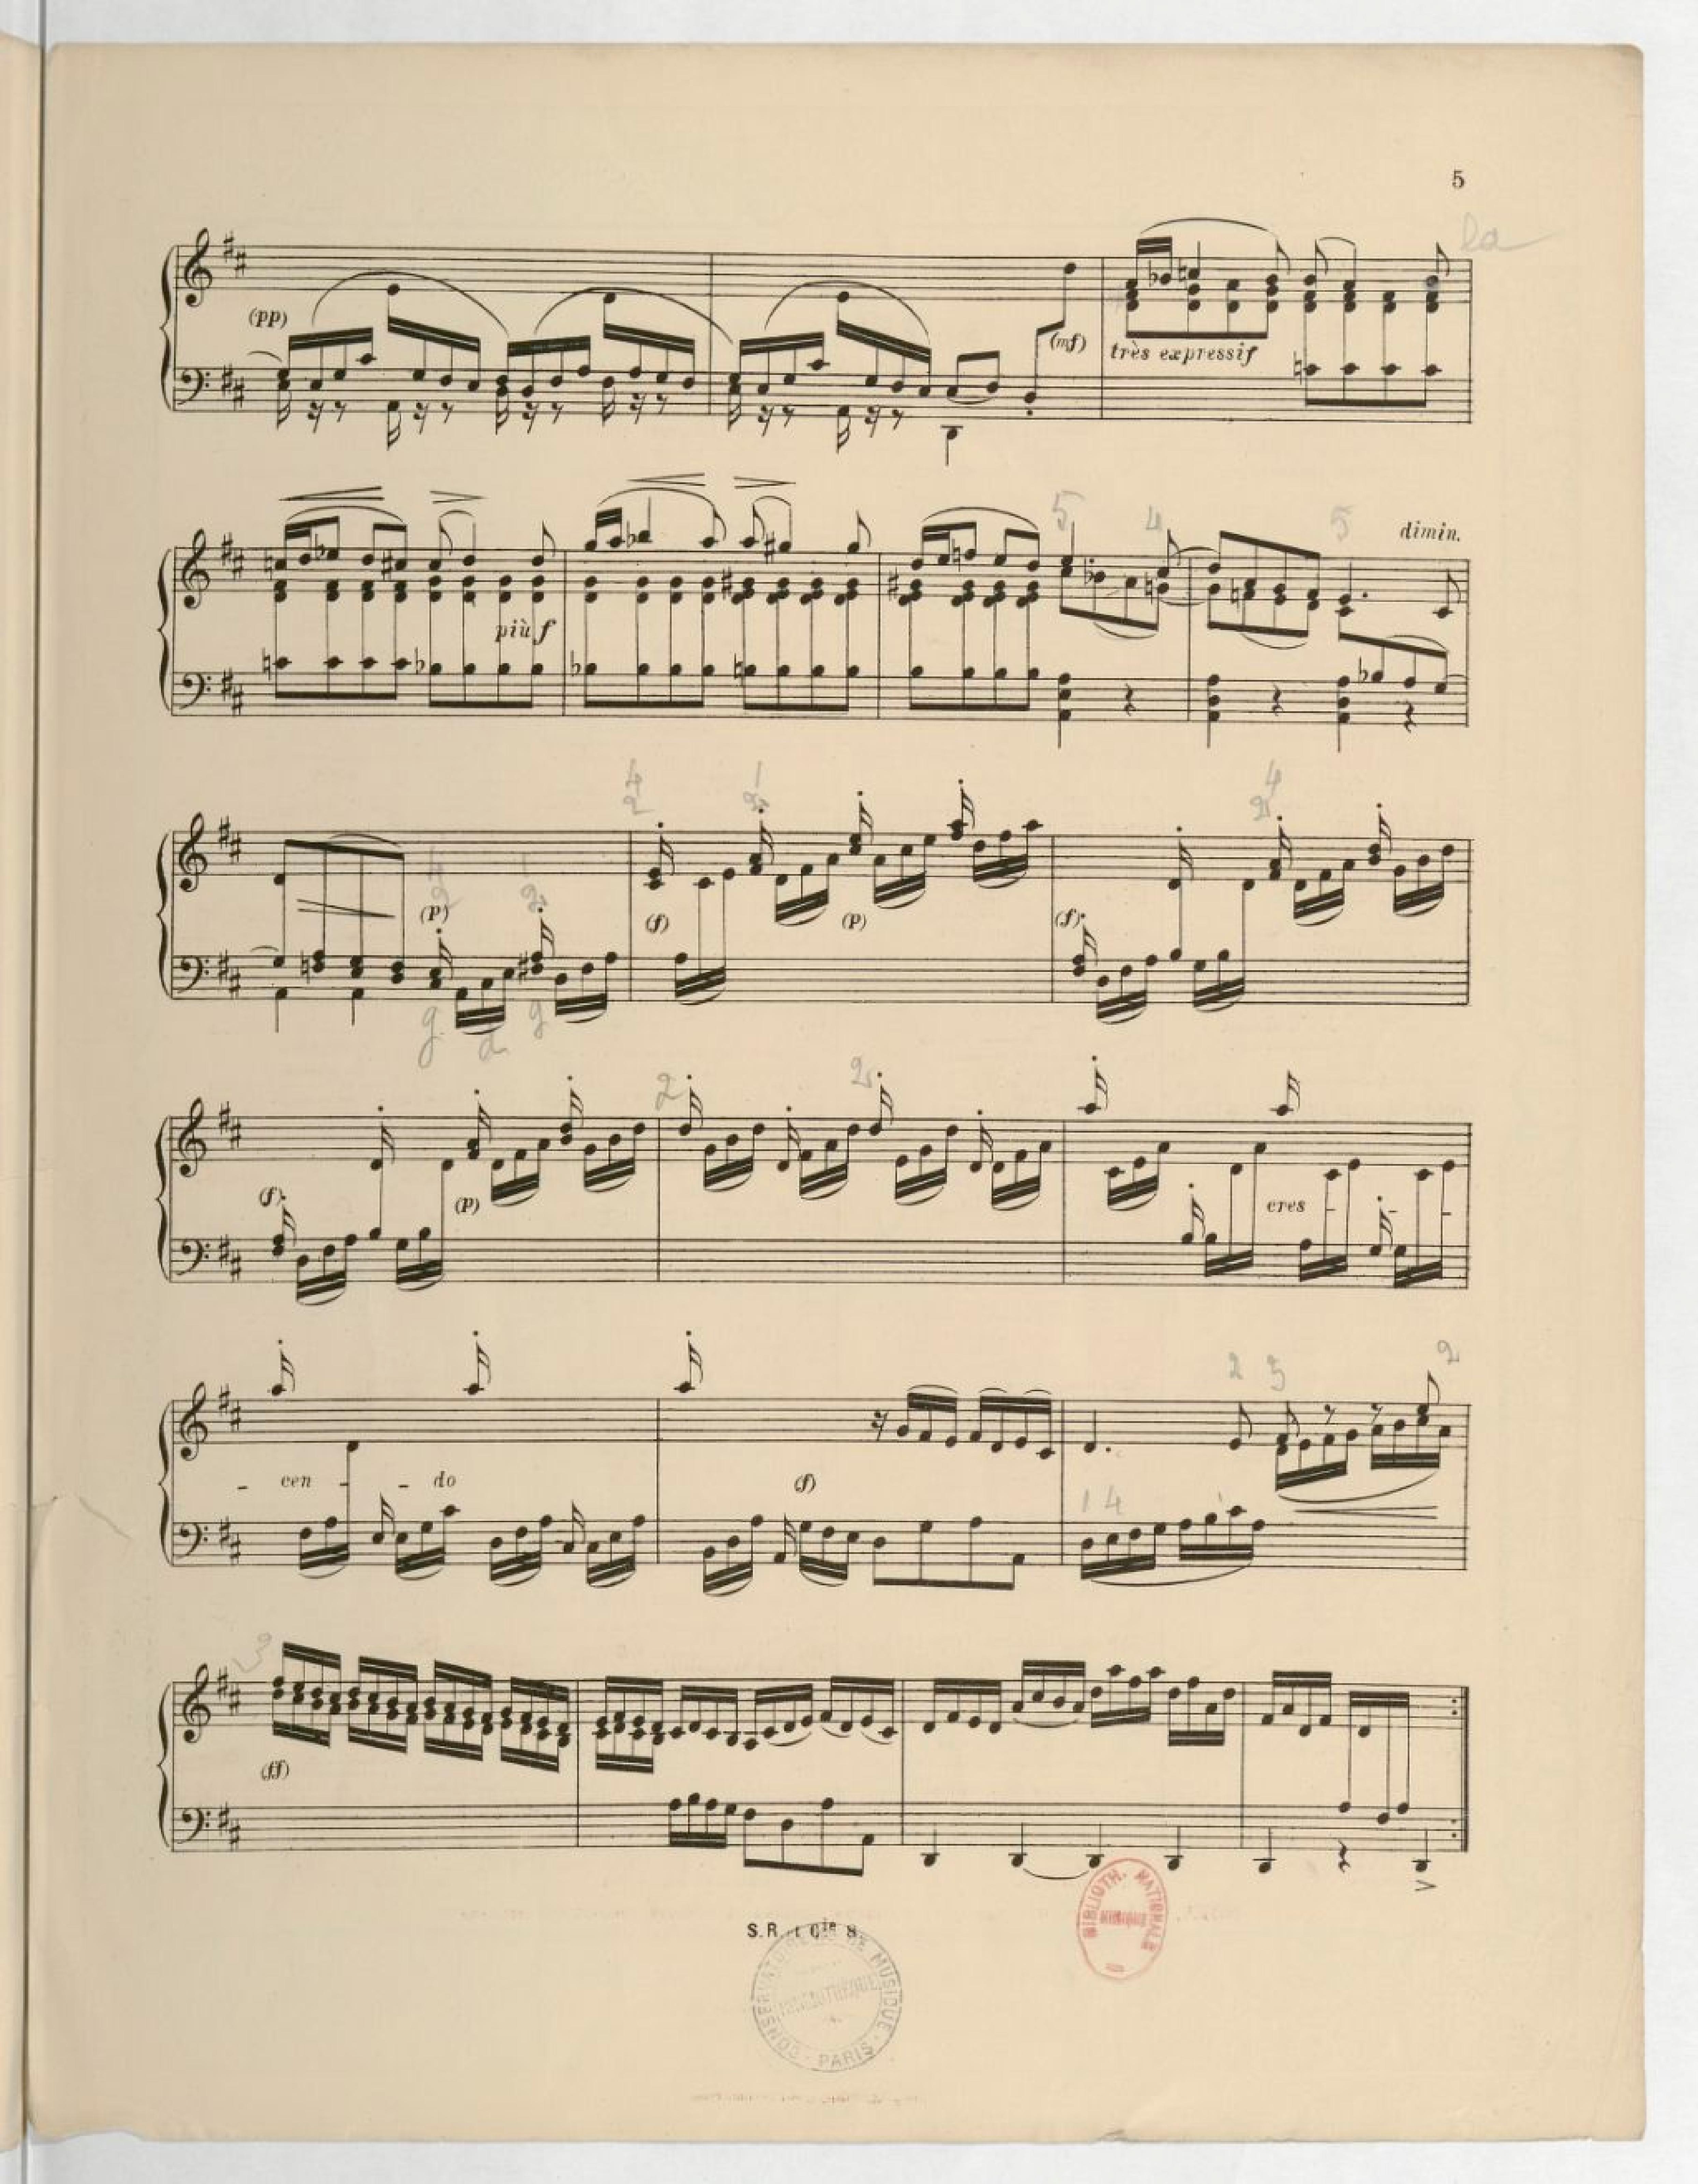 5
la
(pp)
(mf) très expressif
5 4 5 dimin.
più f
4 1 4
2 2 2
4 1
2 2
(p) (f) (p) (f)
g d g
2 2
(f) (p) cres - - -
2 3 2
- cen - - do (f)
1 4
3
(ff)
S.R. et Cie 8.
BIBLIOTH. NATIONALE
MUSIQUE
CONSERVATOIRE DE MUSIQUE
BIBLIOTHÈQUE
PARIS